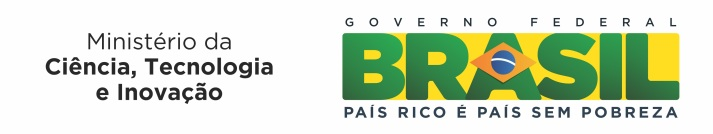 Ministério da
Ciência, Tecnologia
e Inovação
GOVERNO FEDERAL
BRASIL
PAÍS RICO É PAÍS SEM POBREZA